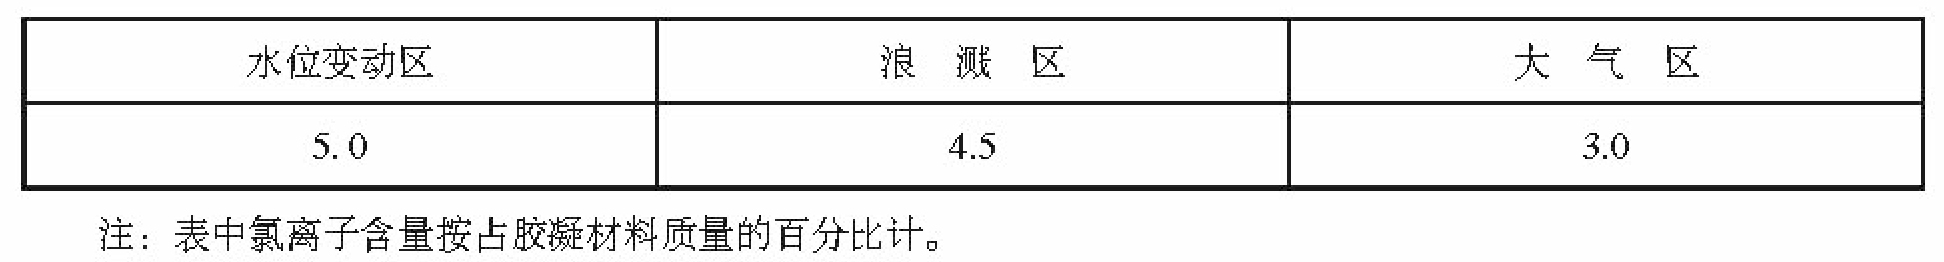 水位变动区 浪 溅 区 大 气 区
5. 0 4.5 3.0
注：表中氯离子含量按占胶凝材料质量的百分比计。